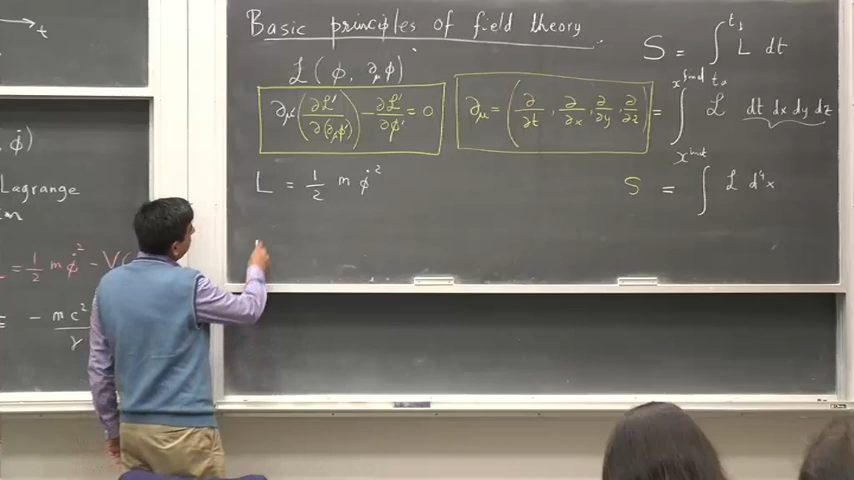 → t
φ̇)
Lagrange
= 1/2 m φ̇² - V(
= - mc²/γ
Basic principles of field theory
ℒ(φ, ∂μφ)
∂μ(∂ℒ/∂(∂μφ)) - ∂ℒ/∂φ = 0
∂μ = (∂/∂t, ∂/∂x, ∂/∂y, ∂/∂z)
L = 1/2 m φ̇²
S = ∫ L dt
= ∫ ℒ dt dx dy dz
S = ∫ ℒ d⁴x